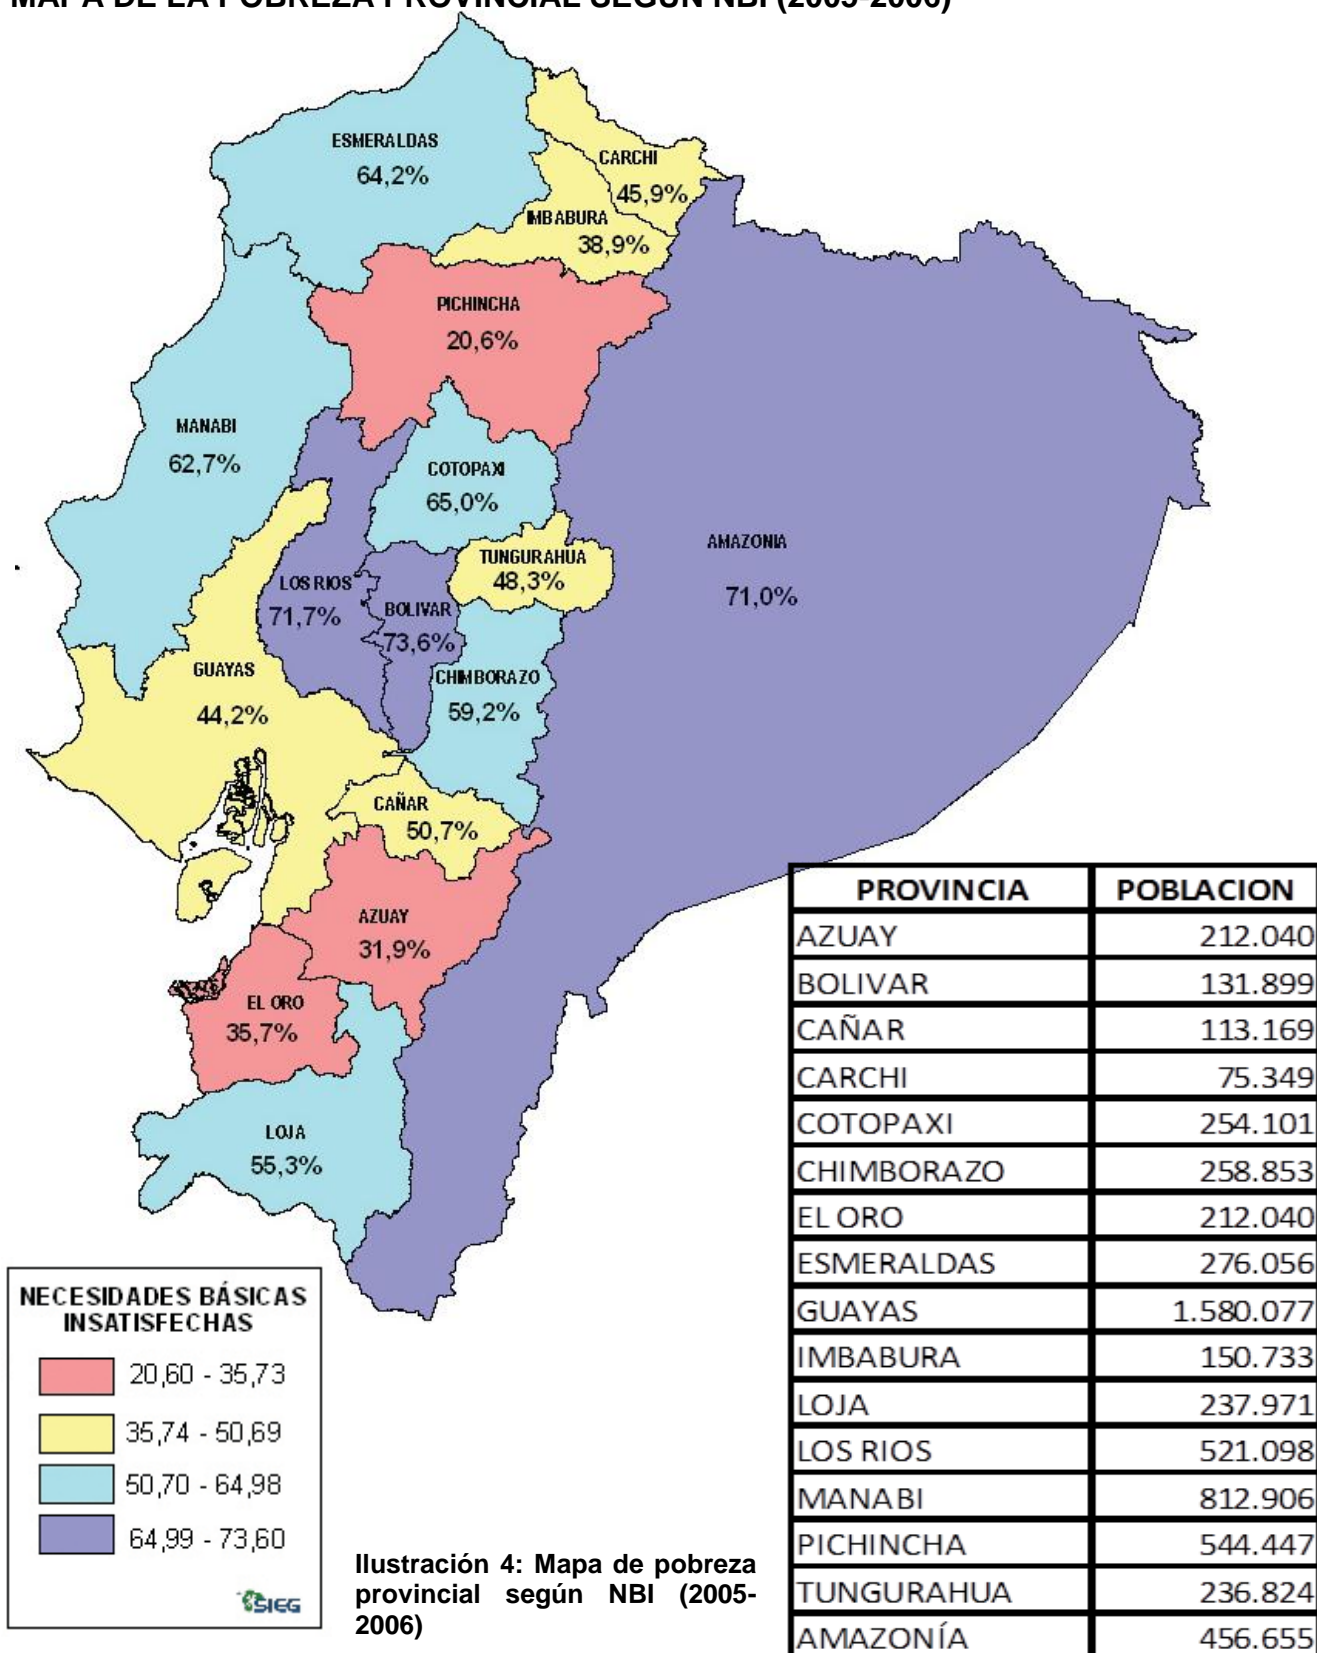 MAPA DE LA POBREZA PROVINCIAL SEGÚN NBI (2005-2006)
ESMERALDAS
64,2%
CARCHI
45,9%
IMBABURA
38,9%
PICHINCHA
20,6%
MANABI
62,7%
COTOPAXI
65,0%
AMAZONIA
71,0%
TUNGURAHUA
48,3%
LOS RIOS
71,7%
BOLIVAR
73,6%
GUAYAS
44,2%
CHIMBORAZO
59,2%
CAÑAR
50,7%
AZUAY
31,9%
EL ORO
35,7%
LOJA
55,3%
PROVINCIA POBLACION
AZUAY 212.040
BOLIVAR 131.899
CAÑAR 113.169
CARCHI 75.349
COTOPAXI 254.101
CHIMBORAZO 258.853
EL ORO 212.040
ESMERALDAS 276.056
GUAYAS 1.580.077
IMBABURA 150.733
LOJA 237.971
LOS RIOS 521.098
MANABI 812.906
PICHINCHA 544.447
TUNGURAHUA 236.824
AMAZONÍA 456.655
NECESIDADES BÁSICAS
INSATISFECHAS
20,60 - 35,73
35,74 - 50,69
50,70 - 64,98
64,99 - 73,60
SIEG
Ilustración 4: Mapa de pobreza
provincial según NBI (2005-
2006)